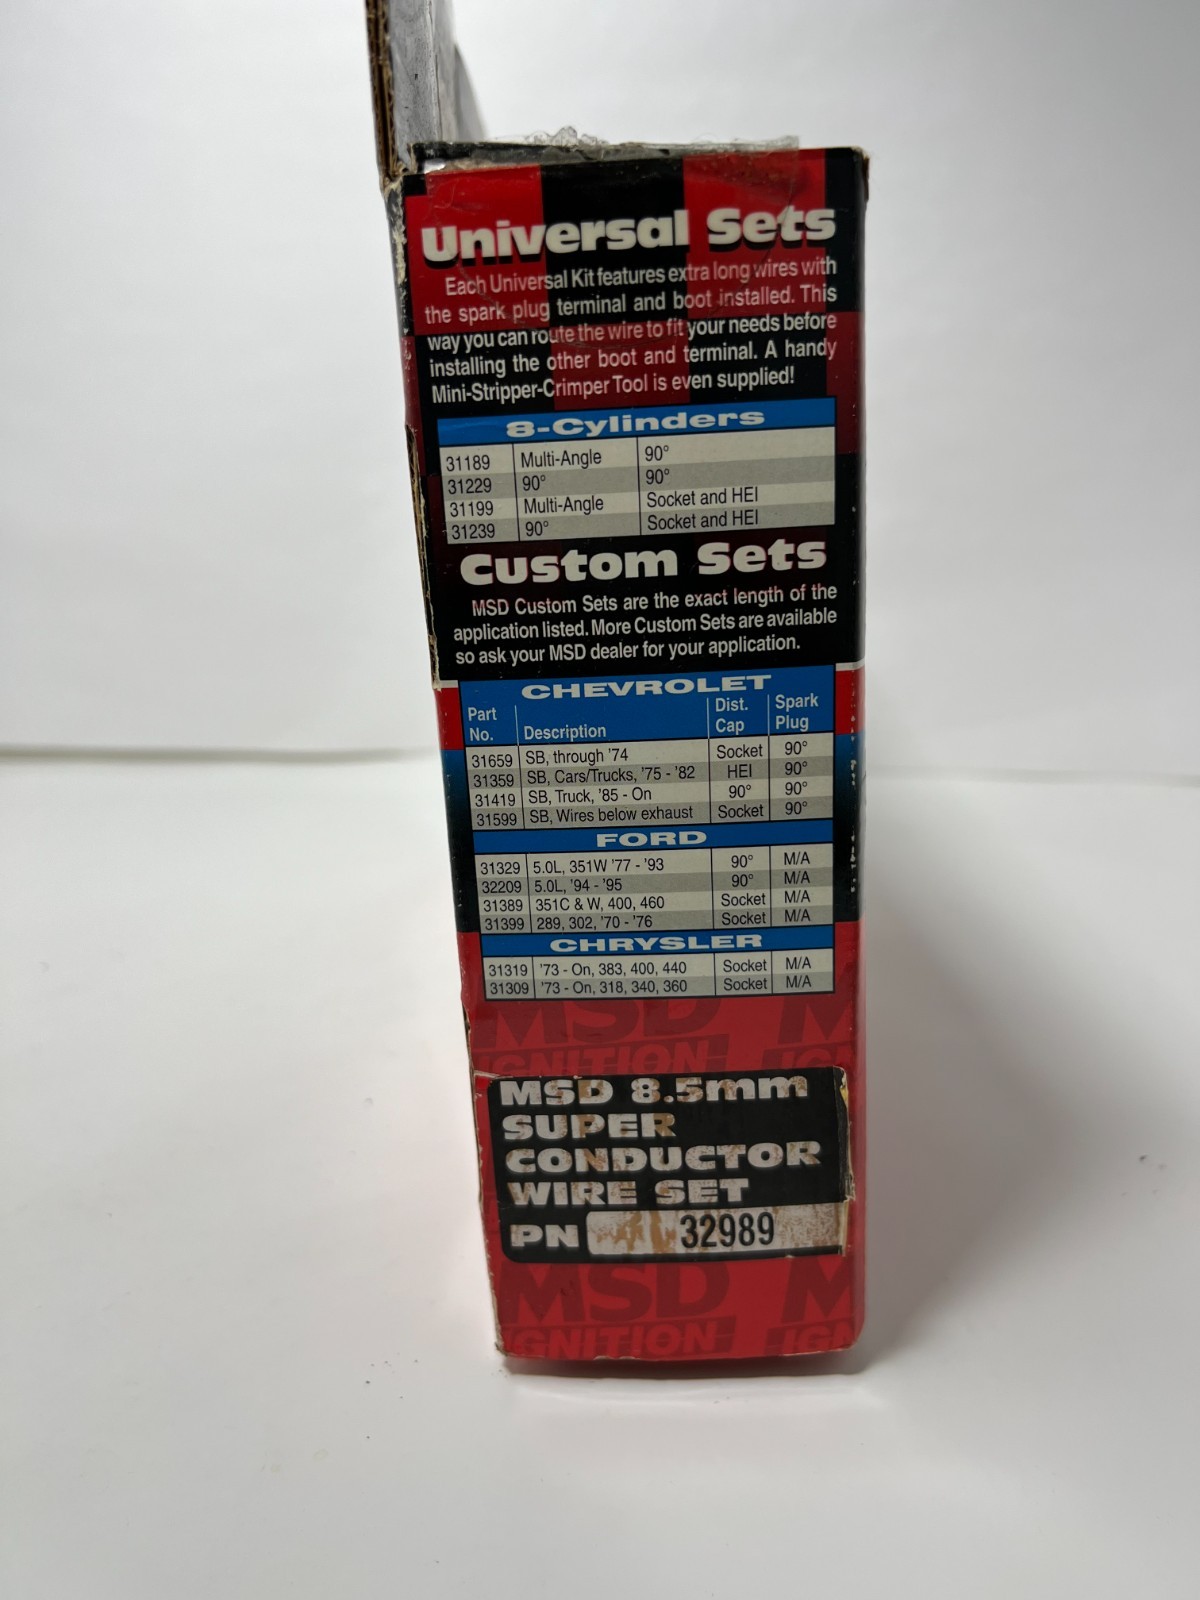 Universal Sets
Each Universal Kit features extra long wires with
the spark plug terminal and boot installed. This
way you can route the wire to fit your needs before
installing the other boot and terminal. A handy
Mini-Stripper-Crimper Tool is even supplied!
8-Cylinders
31189 Multi-Angle 90°
31229 90° 90°
31199 Multi-Angle Socket and HEI
31239 90° Socket and HEI
Custom Sets
MSD Custom Sets are the exact length of the
application listed. More Custom Sets are available
so ask your MSD dealer for your application.
CHEVROLET
Part No. Description Dist. Cap Spark Plug
31659 SB, through '74 Socket 90°
31359 SB, Cars/Trucks, '75 - '82 HEI 90°
31419 SB, Truck, '85 - On 90° 90°
31599 SB, Wires below exhaust Socket 90°
FORD
31329 5.0L, 351W '77 - '93 90° M/A
32209 5.0L, '94 - '95 90° M/A
31389 351C & W, 400, 460 Socket M/A
31399 289, 302, '70 - '76 Socket M/A
CHRYSLER
31319 '73 - On, 383, 400, 440 Socket M/A
31309 '73 - On, 318, 340, 360 Socket M/A
MSD M
IGNITION IGN
MSD 8.5mm
SUPER
CONDUCTOR
WIRE SET
PN 32989
MSD M
IGNITION IGN